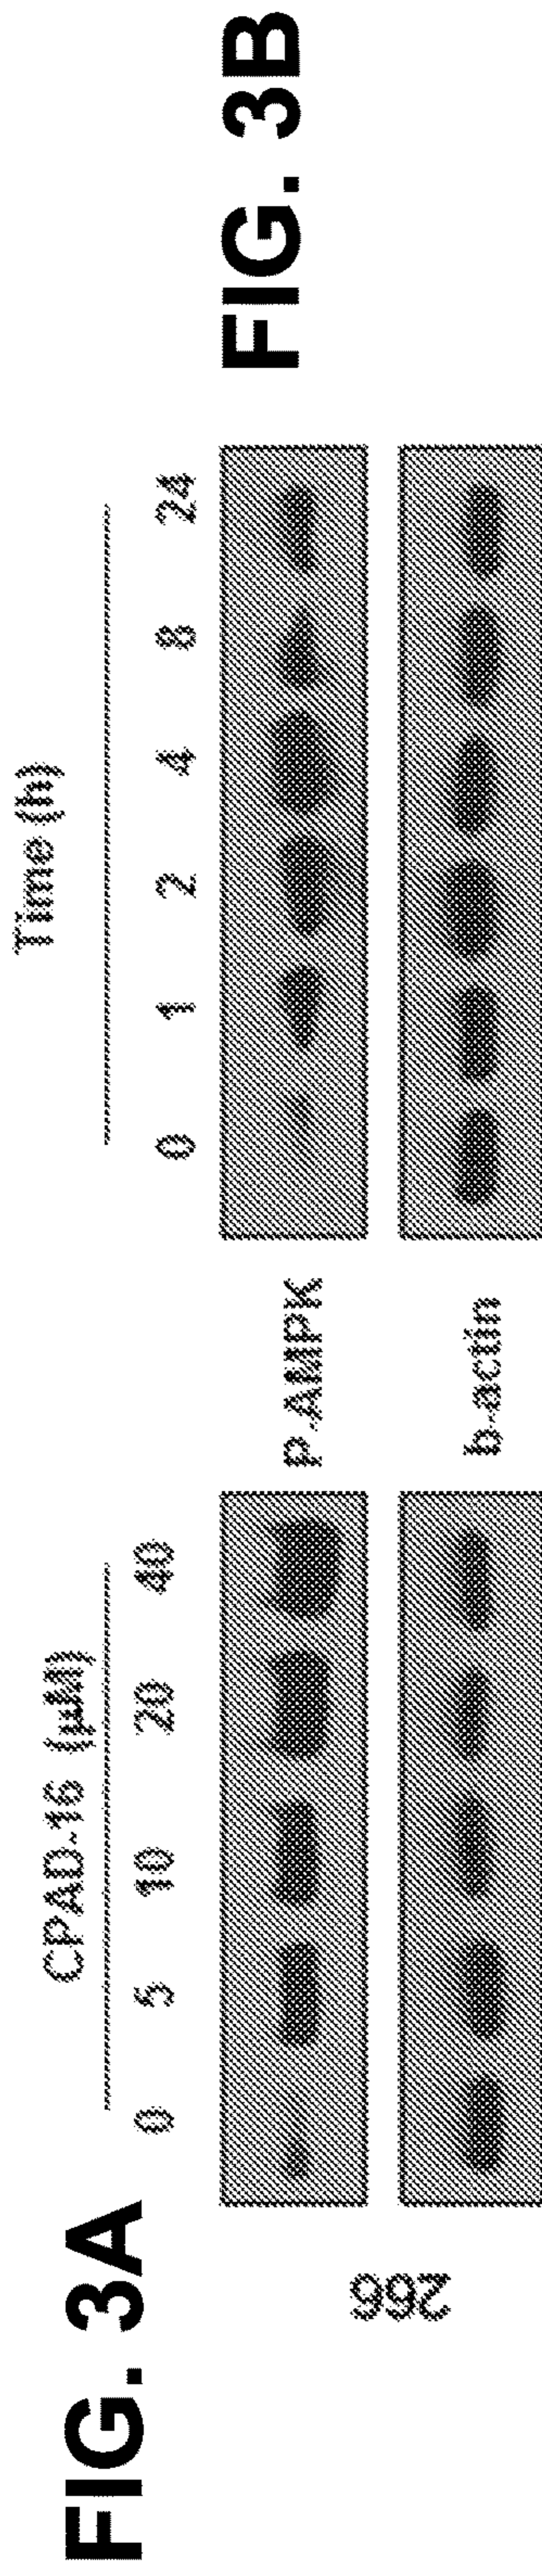 FIG. 3A
CPAD-16 (µM)
0 5 10 20 40
266
P-AMPK
b-actin
Time (h)
0 1 2 4 8 24
FIG. 3B